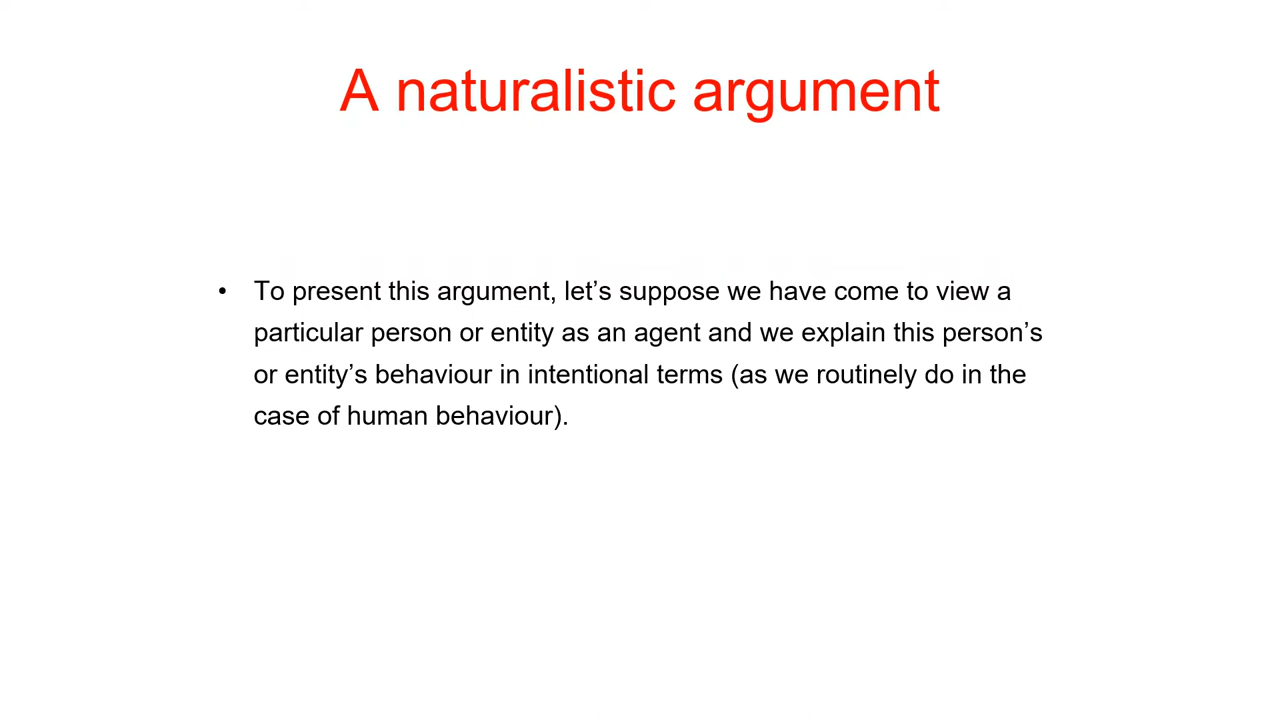 A naturalistic argument
• To present this argument, let’s suppose we have come to view a
particular person or entity as an agent and we explain this person’s
or entity’s behaviour in intentional terms (as we routinely do in the
case of human behaviour).